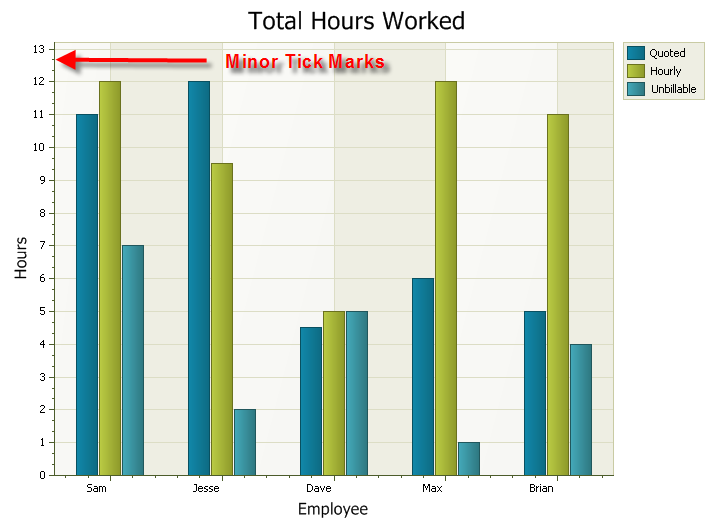 Total Hours Worked
Minor Tick Marks
Quoted
Hourly
Unbillable
Hours
13
12
11
10
9
8
7
6
5
4
3
2
1
0
Sam Jesse Dave Max Brian
Employee